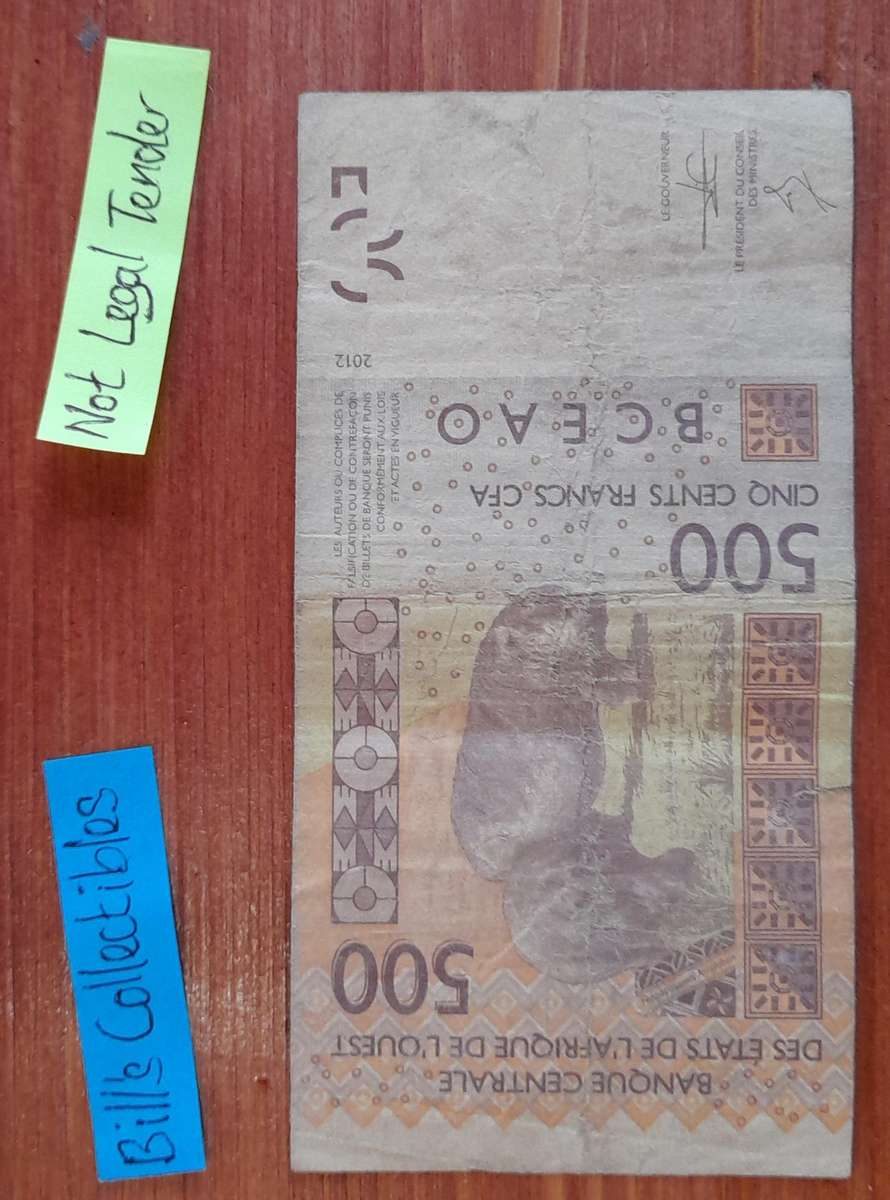 Not Legal Tender
Bill's Collectibles
LE GOUVERNEUR
LE PRÉSIDENT DU CONSEIL
DES MINISTRES
2012
LES AUTEURS OU COMPLICES DE
FALSIFICATION OU DE CONTREFAÇON
DE BILLETS DE BANQUE SERONT PUNIS
CONFORMÉMENT AUX LOIS
ET ACTES EN VIGUEUR
BCEAO
CINQ CENTS FRANCS CFA
500
500
BANQUE CENTRALE
DES ÉTATS DE L'AFRIQUE DE L'OUEST